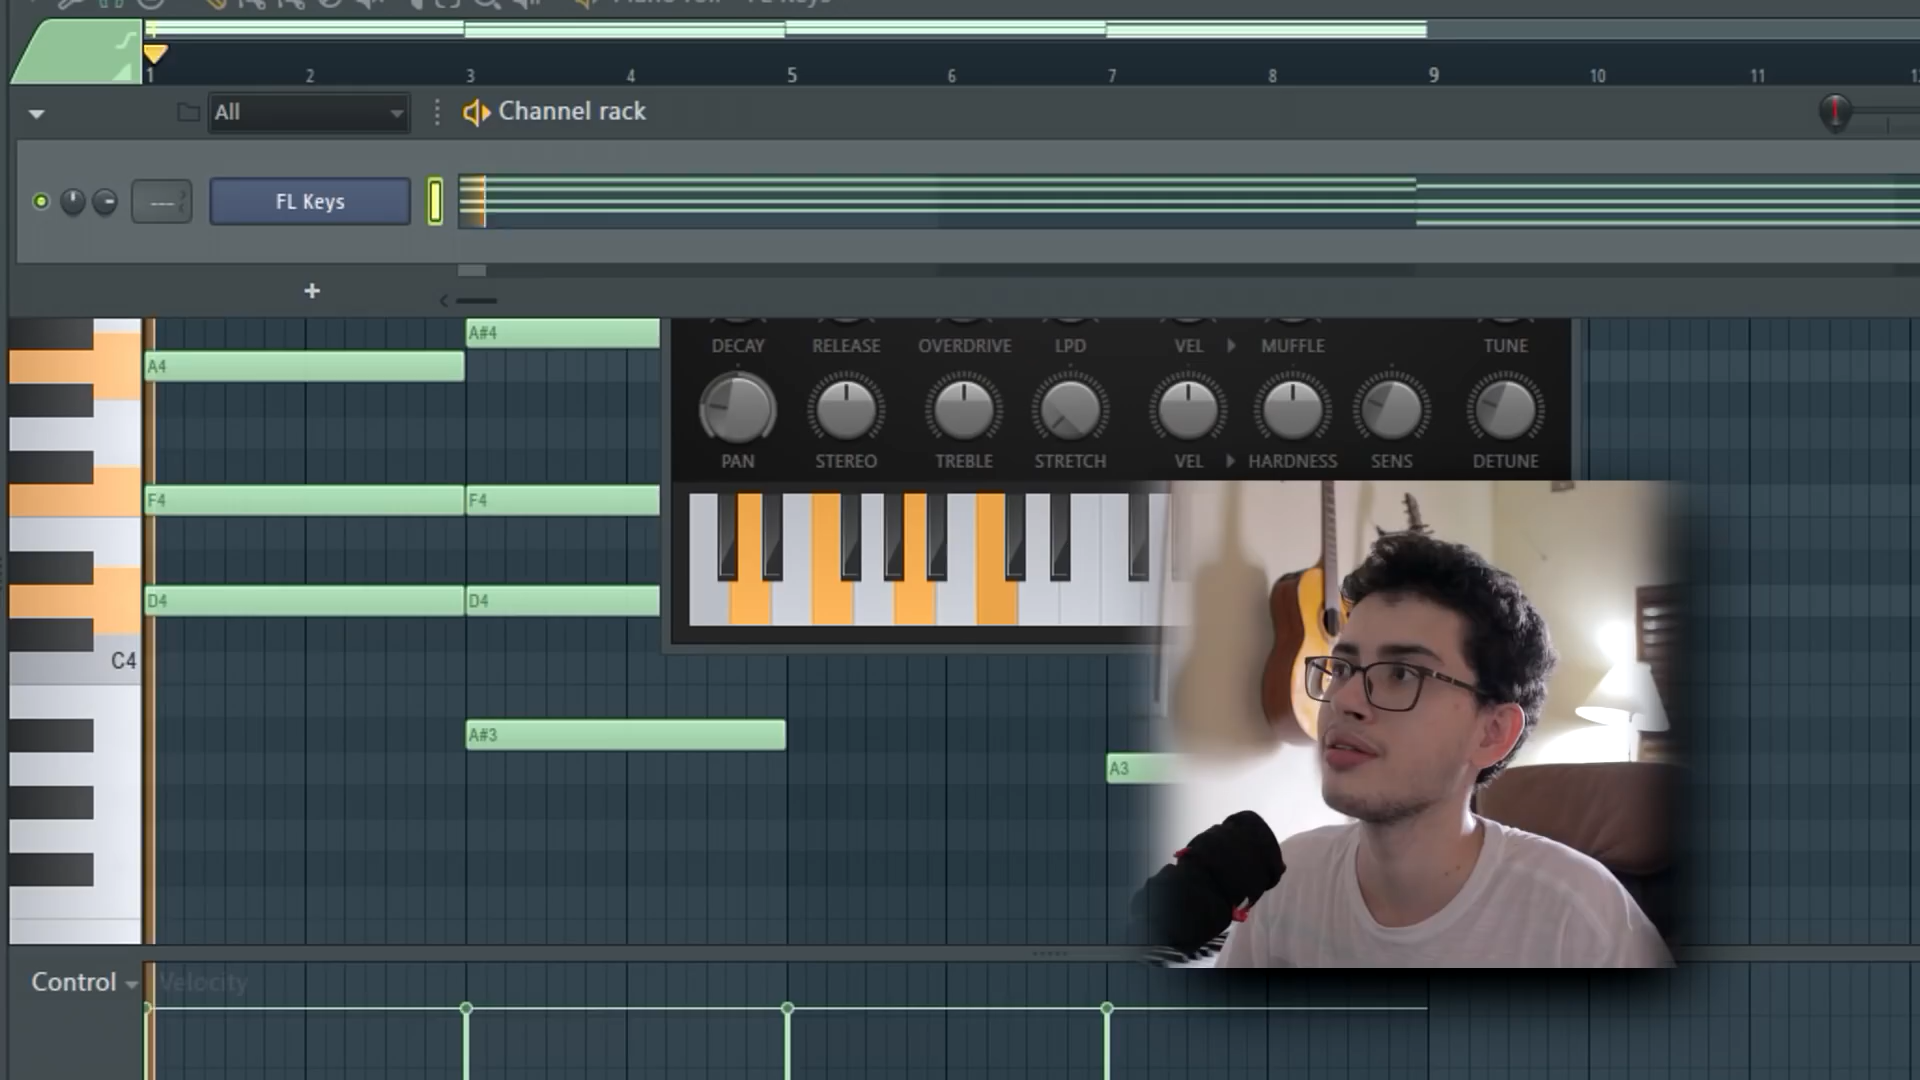 1 2 3 4 5 6 7 8 9 10 11
All
Channel rack
---
FL Keys
+
A#4
A4
DECAY RELEASE OVERDRIVE LPD VEL MUFFLE TUNE
PAN STEREO TREBLE STRETCH VEL HARDNESS SENS DETUNE
F4 F4
D4 D4
C4
A#3
A3
Control
Velocity